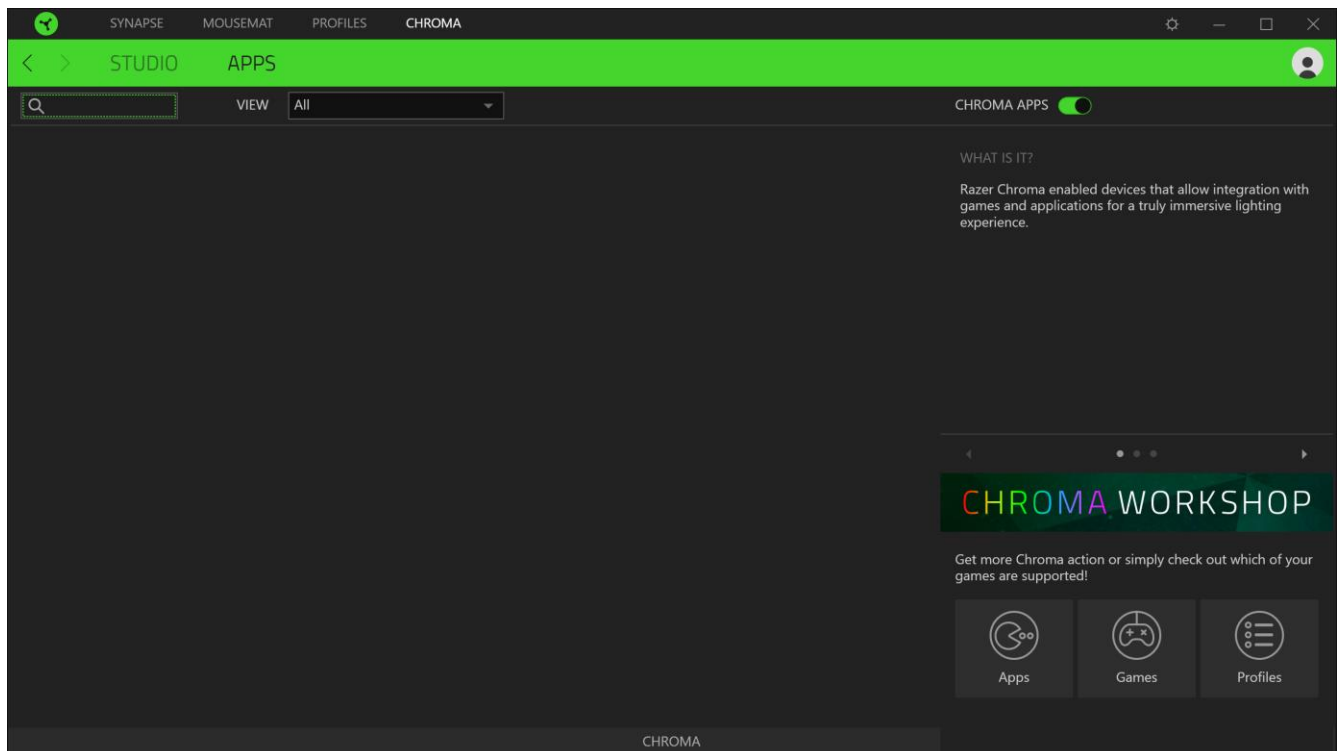 SYNAPSE MOUSEMAT PROFILES CHROMA
STUDIO APPS
VIEW All CHROMA APPS
WHAT IS IT?
Razer Chroma enabled devices that allow integration with
games and applications for a truly immersive lighting
experience.
CHROMA WORKSHOP
Get more Chroma action or simply check out which of your
games are supported!
Apps Games Profiles
CHROMA